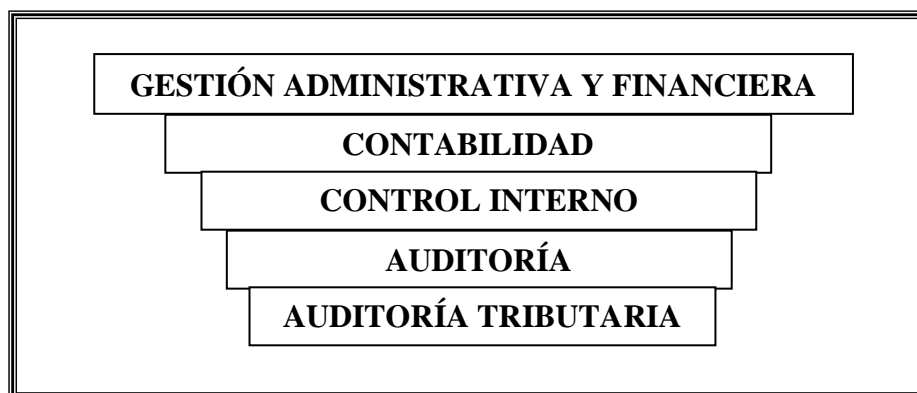 GESTIÓN ADMINISTRATIVA Y FINANCIERA
CONTABILIDAD
CONTROL INTERNO
AUDITORÍA
AUDITORÍA TRIBUTARIA